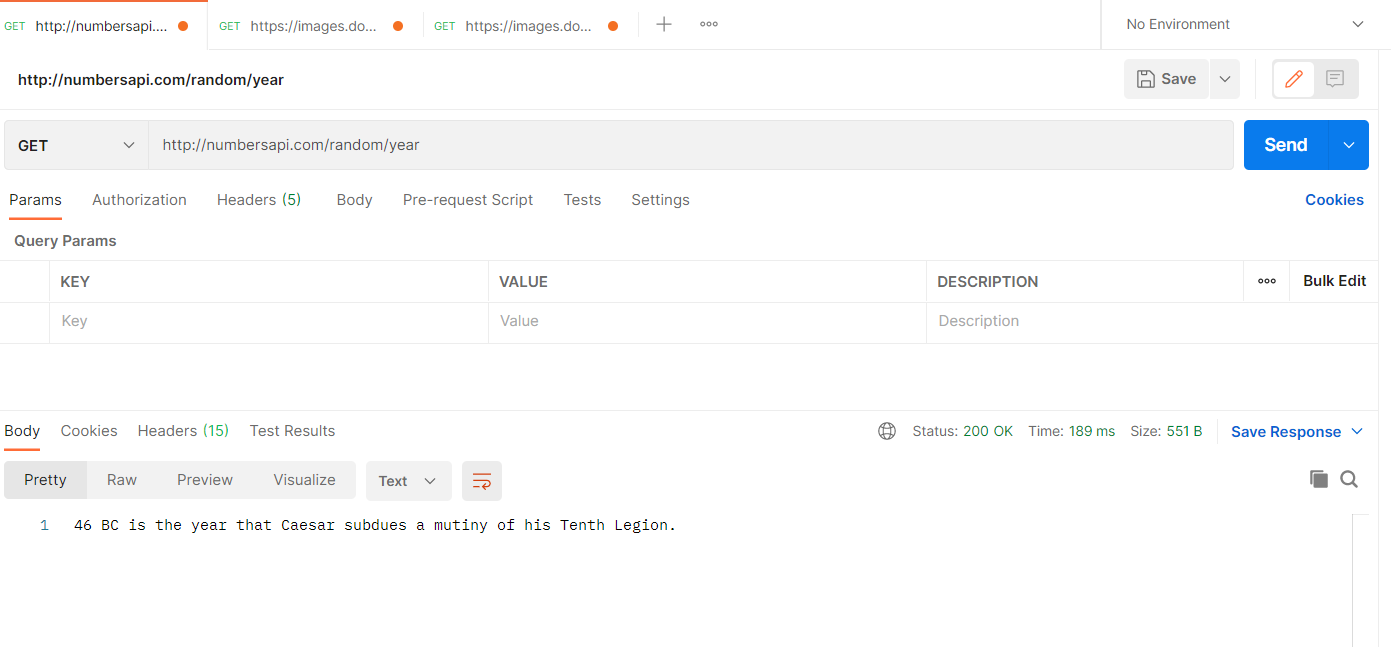 GET http://numbersapi.... GET https://images.do... GET https://images.do... No Environment
http://numbersapi.com/random/year Save
GET http://numbersapi.com/random/year Send
Params Authorization Headers (5) Body Pre-request Script Tests Settings Cookies
Query Params
KEY VALUE DESCRIPTION Bulk Edit
Key Value Description
Body Cookies Headers (15) Test Results Status: 200 OK Time: 189 ms Size: 551 B Save Response
Pretty Raw Preview Visualize Text
1 46 BC is the year that Caesar subdues a mutiny of his Tenth Legion.